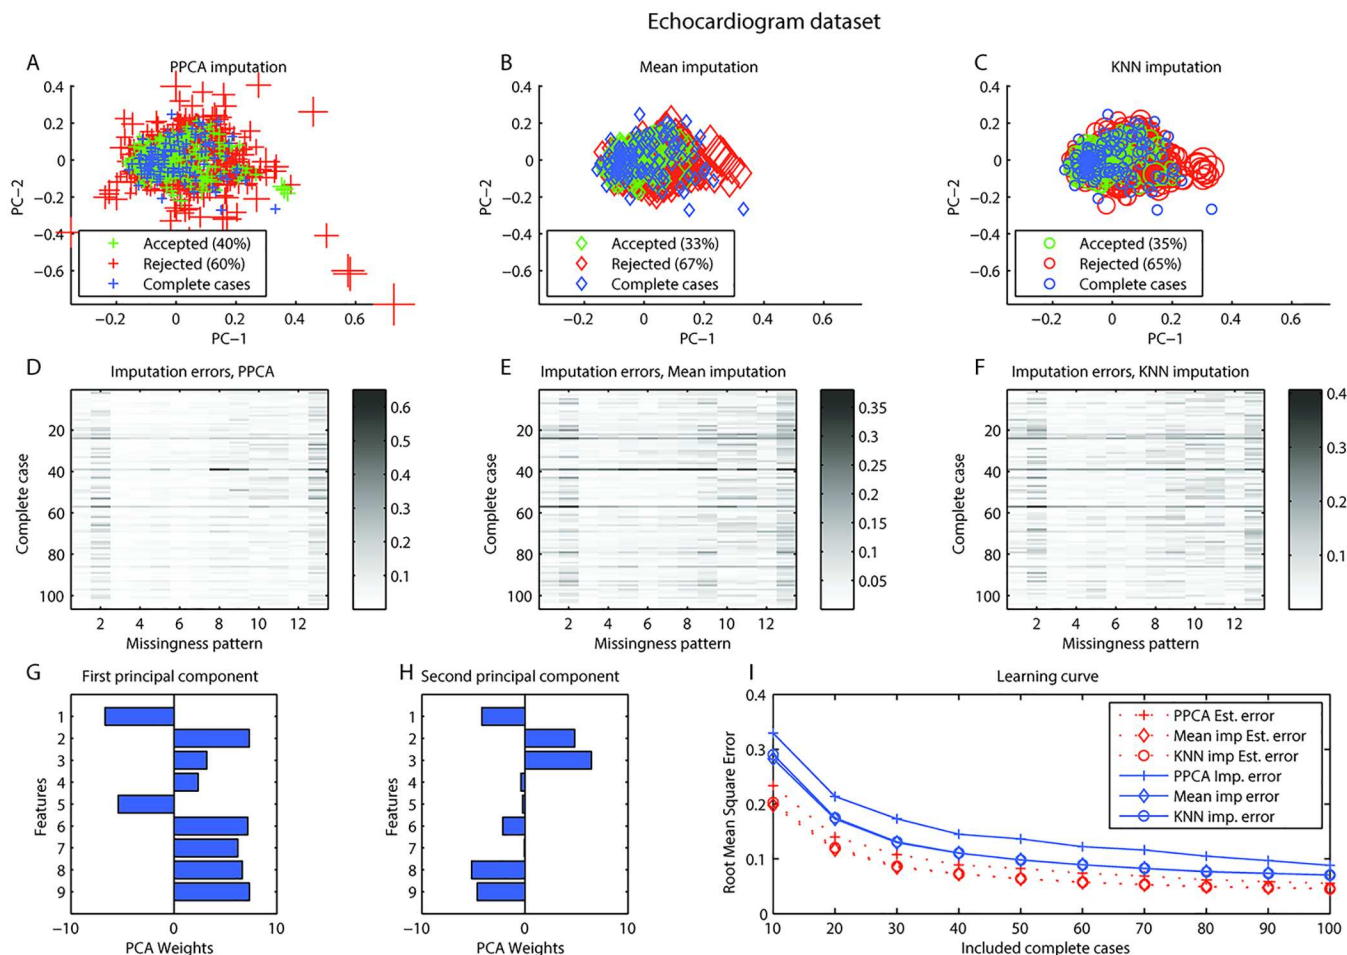 Echocardiogram dataset
A
PPCA imputation
0.4
0.2
0
−0.2
−0.4
−0.6
PC−2
Accepted (40%)
Rejected (60%)
Complete cases
−0.2 0 0.2 0.4 0.6
PC−1
B
Mean imputation
0.4
0.2
0
−0.2
−0.4
−0.6
PC−2
Accepted (33%)
Rejected (67%)
Complete cases
−0.2 0 0.2 0.4 0.6
PC−1
C
KNN imputation
0.4
0.2
0
−0.2
−0.4
−0.6
PC−2
Accepted (35%)
Rejected (65%)
Complete cases
−0.2 0 0.2 0.4 0.6
PC−1
D
Imputation errors, PPCA
20
40
60
80
100
Complete case
2 4 6 8 10 12
Missingness pattern
0.6
0.5
0.4
0.3
0.2
0.1
E
Imputation errors, Mean imputation
20
40
60
80
100
Complete case
2 4 6 8 10 12
Missingness pattern
0.35
0.3
0.25
0.2
0.15
0.1
0.05
F
Imputation errors, KNN imputation
20
40
60
80
100
Complete case
2 4 6 8 10 12
Missingness pattern
0.4
0.3
0.2
0.1
G
First principal component
1
2
3
4
5
6
7
8
9
Features
−10 0 10
PCA Weights
H
Second principal component
1
2
3
4
5
6
7
8
9
Features
−10 0 10
PCA Weights
I
Learning curve
0.4
0.3
0.2
0.1
0
Root Mean Square Error
PPCA Est. error
Mean imp Est. error
KNN imp Est. error
PPCA Imp. error
Mean imp error
KNN imp. error
10 20 30 40 50 60 70 80 90 100
Included complete cases